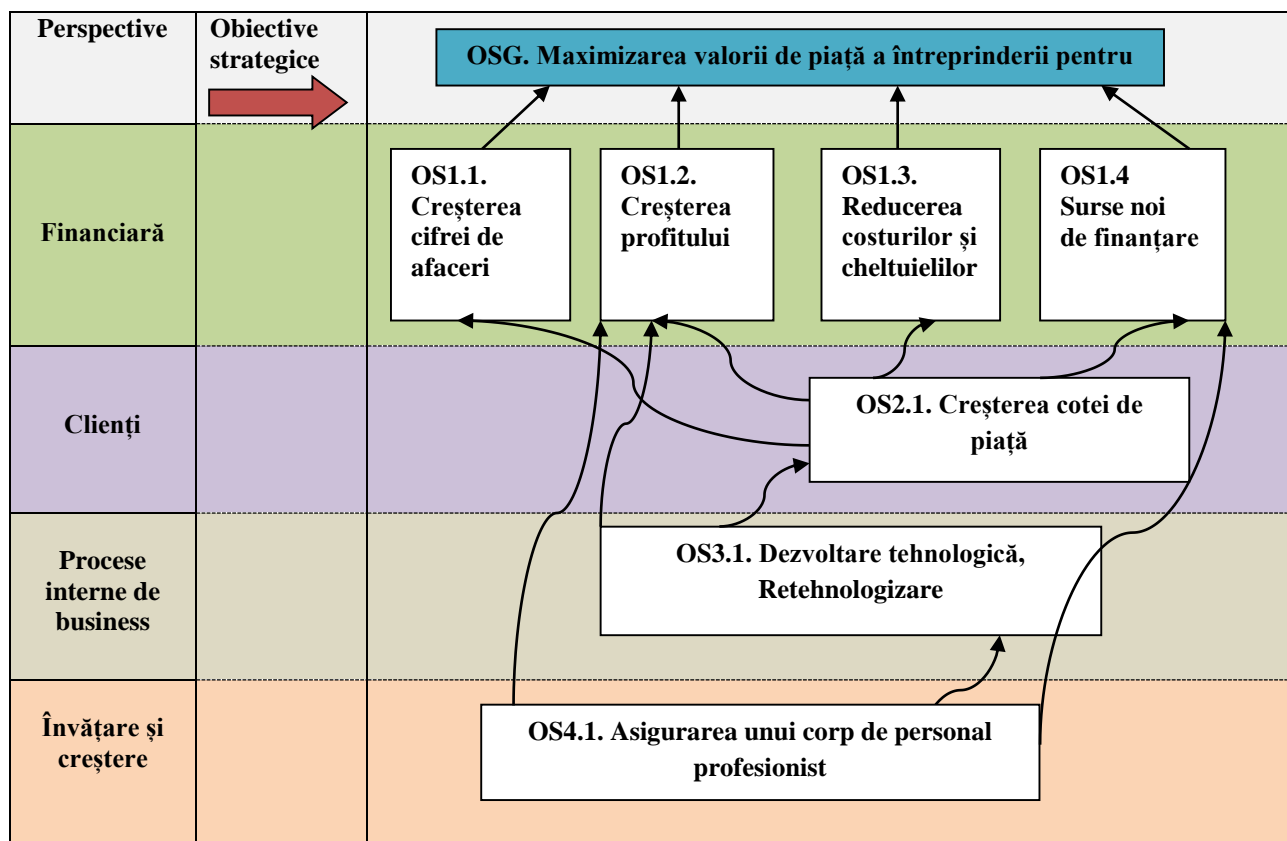 Perspective
Obiective
strategice
OSG. Maximizarea valorii de piață a întreprinderii pentru
Financiară
OS1.1.
Creșterea
cifrei de
afaceri
OS1.2.
Creșterea
profitului
OS1.3.
Reducerea
costurilor și
cheltuielilor
OS1.4
Surse noi
de finanțare
Clienți
OS2.1. Creșterea cotei de
piață
Procese
interne de
business
OS3.1. Dezvoltare tehnologică,
Retehnologizare
Învățare și
creștere
OS4.1. Asigurarea unui corp de personal
profesionist